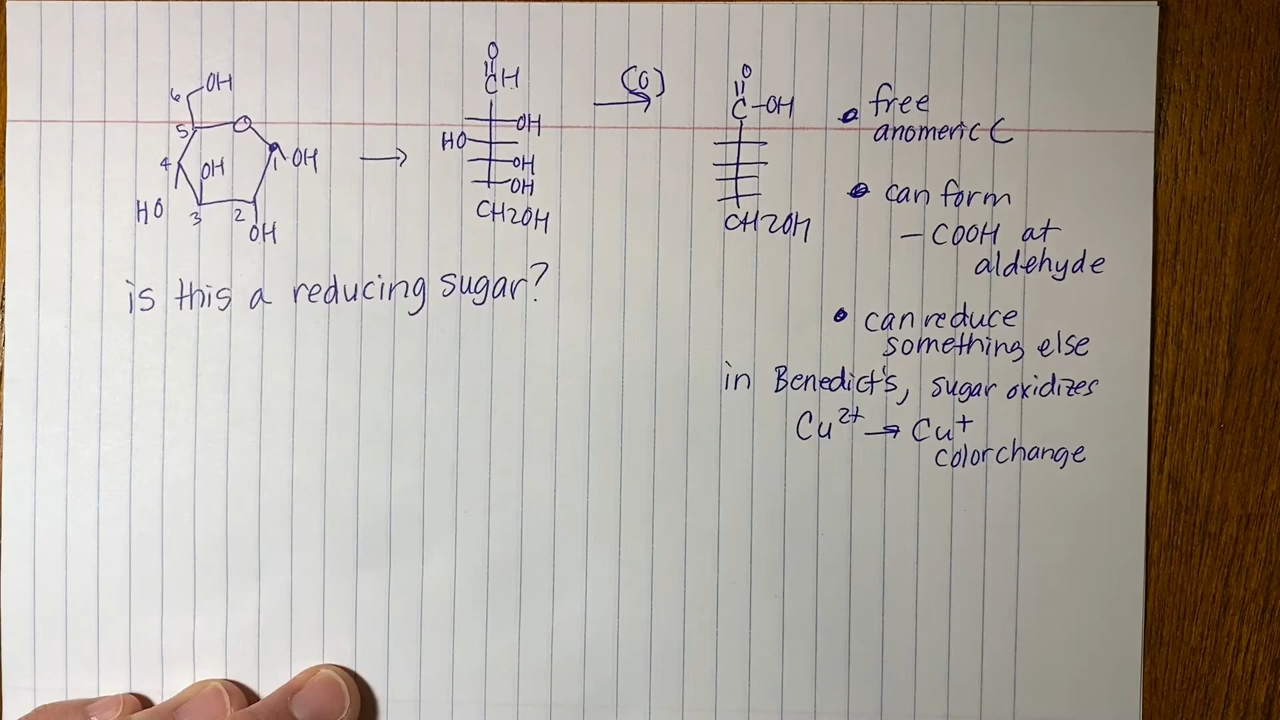 6 OH
5 O
4 OH 1 OH
HO 3 2
OH
O
CH
OH
HO
OH
OH
CH2OH
(O)
O
C-OH
CH2OH
• free
anomeric C
• can form
-COOH at
aldehyde
• can reduce
something else
in Benedict's, sugar oxidizes
Cu2+ → Cu+
color change
is this a reducing sugar?